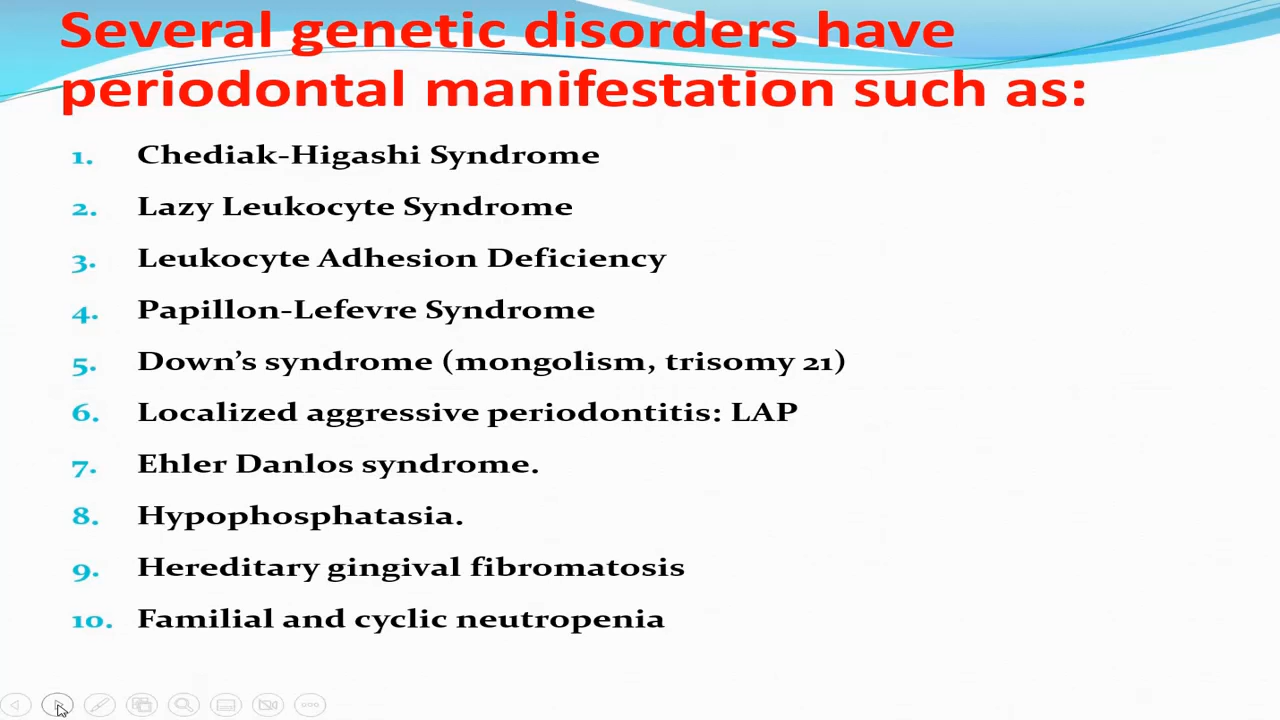 Several genetic disorders have
periodontal manifestation such as:
1. Chediak-Higashi Syndrome
2. Lazy Leukocyte Syndrome
3. Leukocyte Adhesion Deficiency
4. Papillon-Lefevre Syndrome
5. Down’s syndrome (mongolism, trisomy 21)
6. Localized aggressive periodontitis: LAP
7. Ehler Danlos syndrome.
8. Hypophosphatasia.
9. Hereditary gingival fibromatosis
10. Familial and cyclic neutropenia